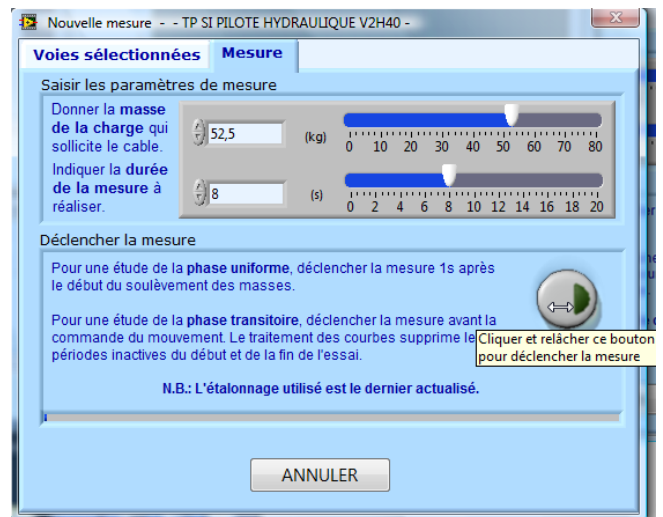 Nouvelle mesure - - TP SI PILOTE HYDRAULIQUE V2H40 -
Voies sélectionnées Mesure
Saisir les paramètres de mesure
Donner la masse
de la charge qui
sollicite le cable.
52,5 (kg)
0 10 20 30 40 50 60 70 80
Indiquer la durée
de la mesure à
réaliser.
8 (s)
0 2 4 6 8 10 12 14 16 18 20
Déclencher la mesure
Pour une étude de la phase uniforme, déclencher la mesure 1s après
le début du soulèvement des masses.
Pour une étude de la phase transitoire, déclencher la mesure avant la
commande du mouvement. Le traitement des courbes supprime le
périodes inactives du début et de la fin de l'essai.
Cliquer et relâcher ce bouton
pour déclencher la mesure
N.B.: L'étalonnage utilisé est le dernier actualisé.
ANNULER